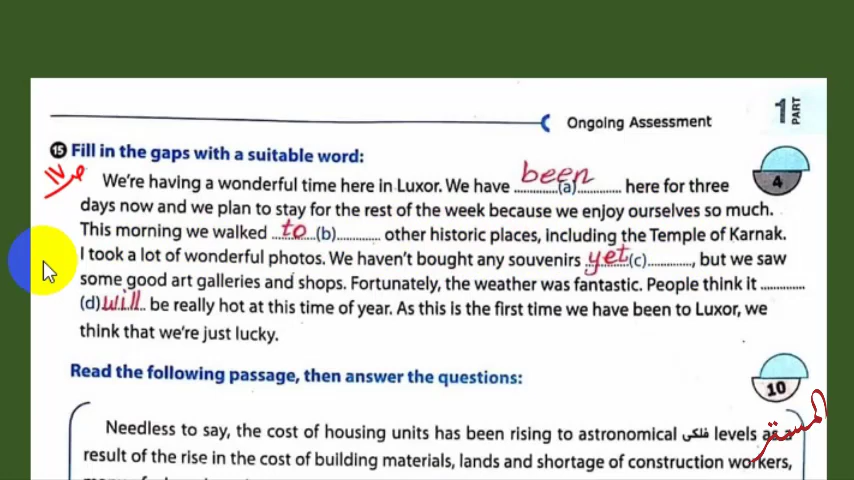 1 PART
Ongoing Assessment
15 Fill in the gaps with a suitable word:
4
We're having a wonderful time here in Luxor. We have ......been......(a)............ here for three
days now and we plan to stay for the rest of the week because we enjoy ourselves so much.
This morning we walked ...to...(b)............ other historic places, including the Temple of Karnak.
I took a lot of wonderful photos. We haven't bought any souvenirs ...yet...(c)............, but we saw
some good art galleries and shops. Fortunately, the weather was fantastic. People think it ............
(d)will... be really hot at this time of year. As this is the first time we have been to Luxor, we
think that we're just lucky.
Read the following passage, then answer the questions:
10
Needless to say, the cost of housing units has been rising to astronomical فلكى levels as a
result of the rise in the cost of building materials, lands and shortage of construction workers,
المستر